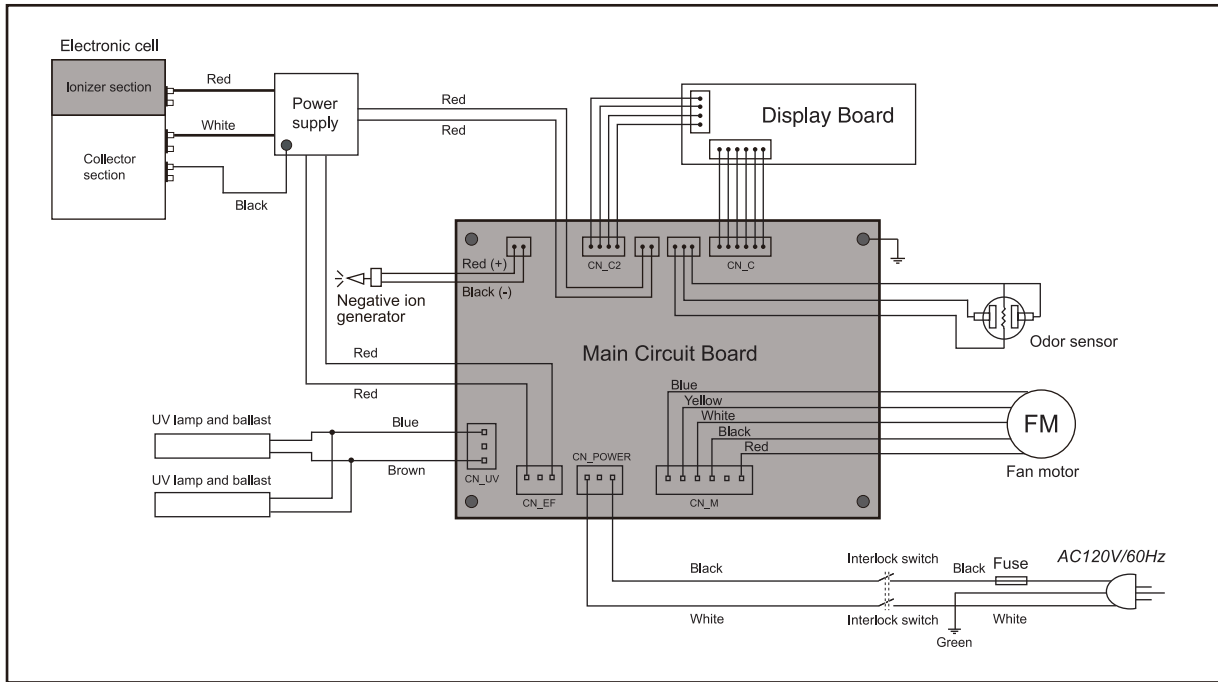 Electronic cell
Ionizer section
Collector
section
Red
White
Black
Power
supply
Red
Red
Display Board
CN_C2
CN_C
Red (+)
Black (-)
Negative ion
generator
Main Circuit Board
Odor sensor
Red
Red
UV lamp and ballast
Blue
Brown
UV lamp and ballast
CN_UV
CN_EF
CN_POWER
CN_M
Blue
Yellow
White
Black
Red
FM
Fan motor
Black
White
Interlock switch
Interlock switch
Black
Fuse
AC120V/60Hz
White
Green